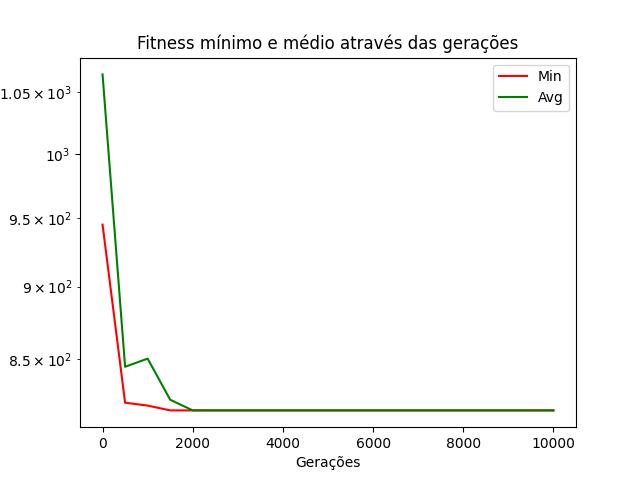 Fitness mínimo e médio através das gerações
Min
Avg
1.05 × 10³
10³
9.5 × 10²
9 × 10²
8.5 × 10²
0 2000 4000 6000 8000 10000
Gerações